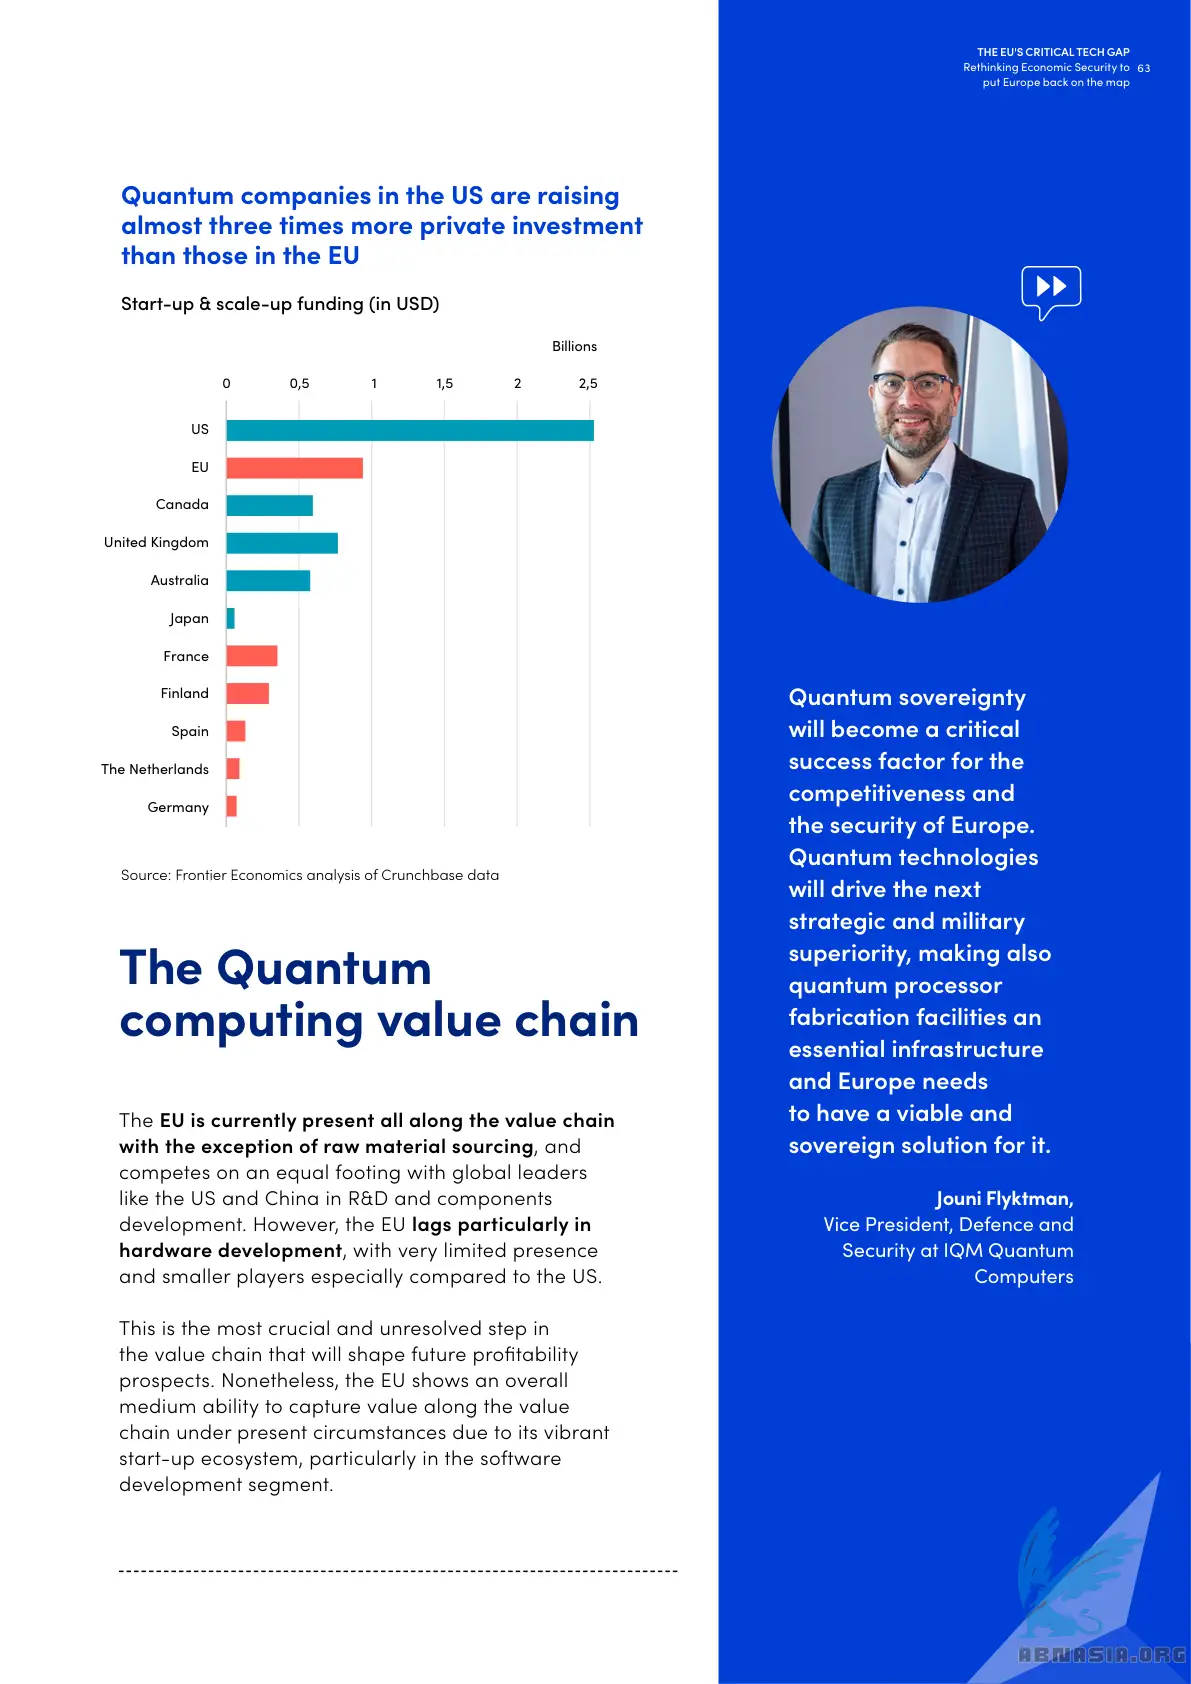 THE EU'S CRITICAL TECH GAP
Rethinking Economic Security to
put Europe back on the map
63
Quantum companies in the US are raising
almost three times more private investment
than those in the EU
Start-up & scale-up funding (in USD)
Billions
0 0,5 1 1,5 2 2,5
US
EU
Canada
United Kingdom
Australia
Japan
France
Finland
Spain
The Netherlands
Germany
Source: Frontier Economics analysis of Crunchbase data
The Quantum
computing value chain
The EU is currently present all along the value chain
with the exception of raw material sourcing, and
competes on an equal footing with global leaders
like the US and China in R&D and components
development. However, the EU lags particularly in
hardware development, with very limited presence
and smaller players especially compared to the US.
This is the most crucial and unresolved step in
the value chain that will shape future profitability
prospects. Nonetheless, the EU shows an overall
medium ability to capture value along the value
chain under present circumstances due to its vibrant
start-up ecosystem, particularly in the software
development segment.
Quantum sovereignty
will become a critical
success factor for the
competitiveness and
the security of Europe.
Quantum technologies
will drive the next
strategic and military
superiority, making also
quantum processor
fabrication facilities an
essential infrastructure
and Europe needs
to have a viable and
sovereign solution for it.
Jouni Flyktman,
Vice President, Defence and
Security at IQM Quantum
Computers
ABNASIA.ORG